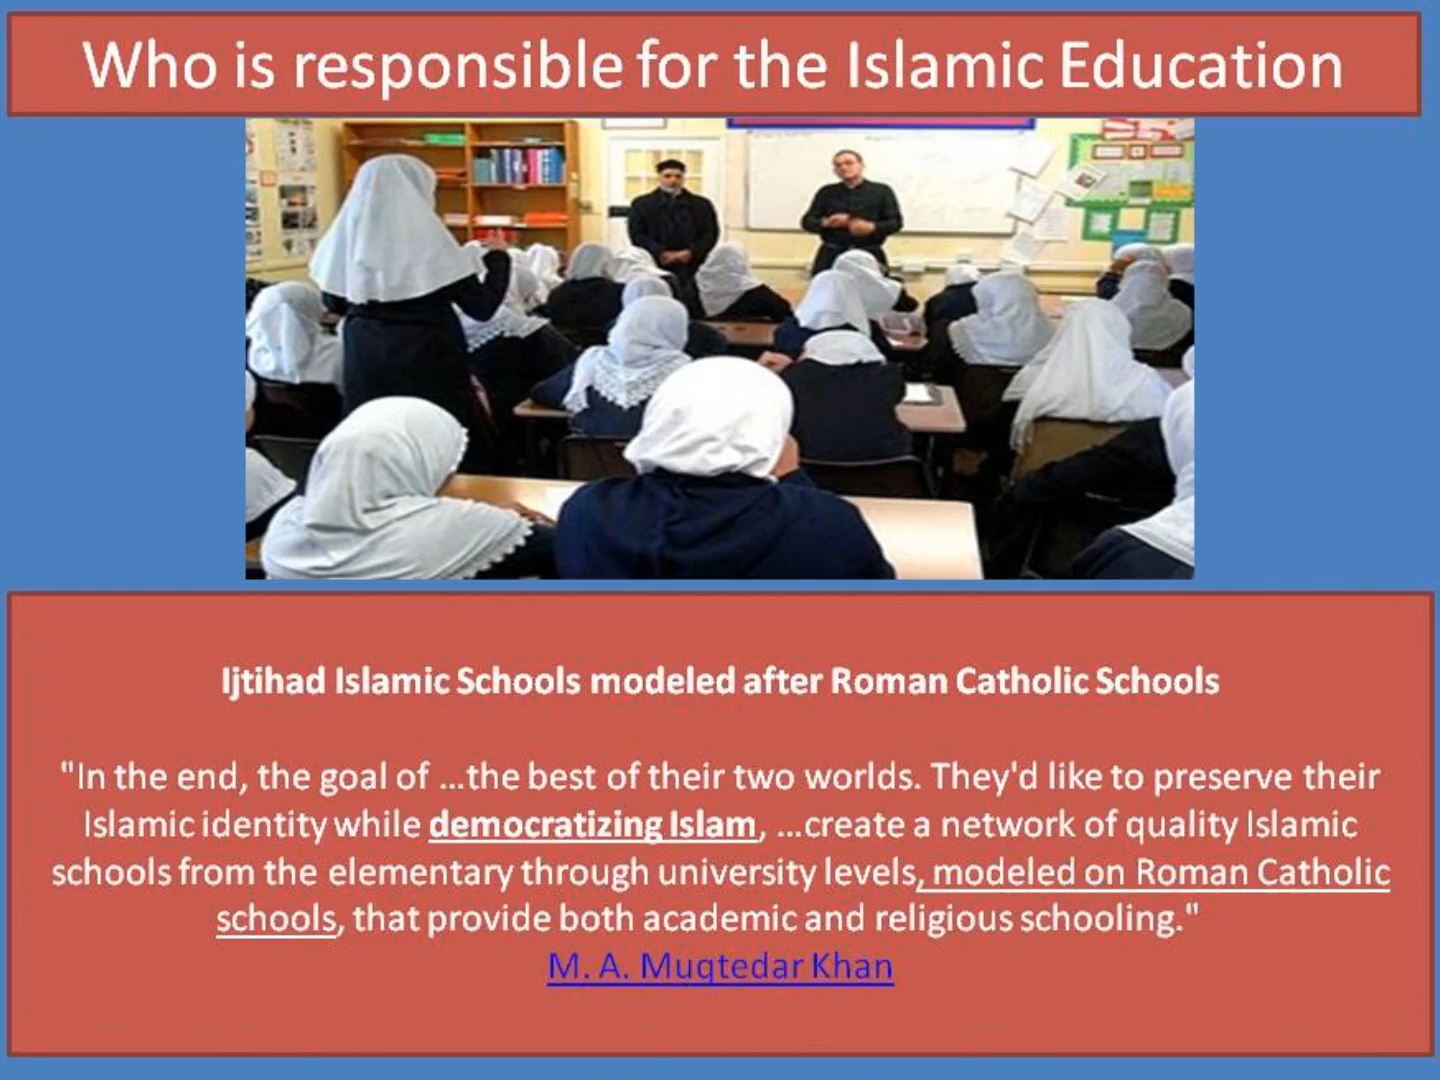 Who is responsible for the Islamic Education
Ijtihad Islamic Schools modeled after Roman Catholic Schools
"In the end, the goal of ...the best of their two worlds. They'd like to preserve their
Islamic identity while democratizing Islam, ...create a network of quality Islamic
schools from the elementary through university levels, modeled on Roman Catholic
schools, that provide both academic and religious schooling."
M. A. Muqtedar Khan